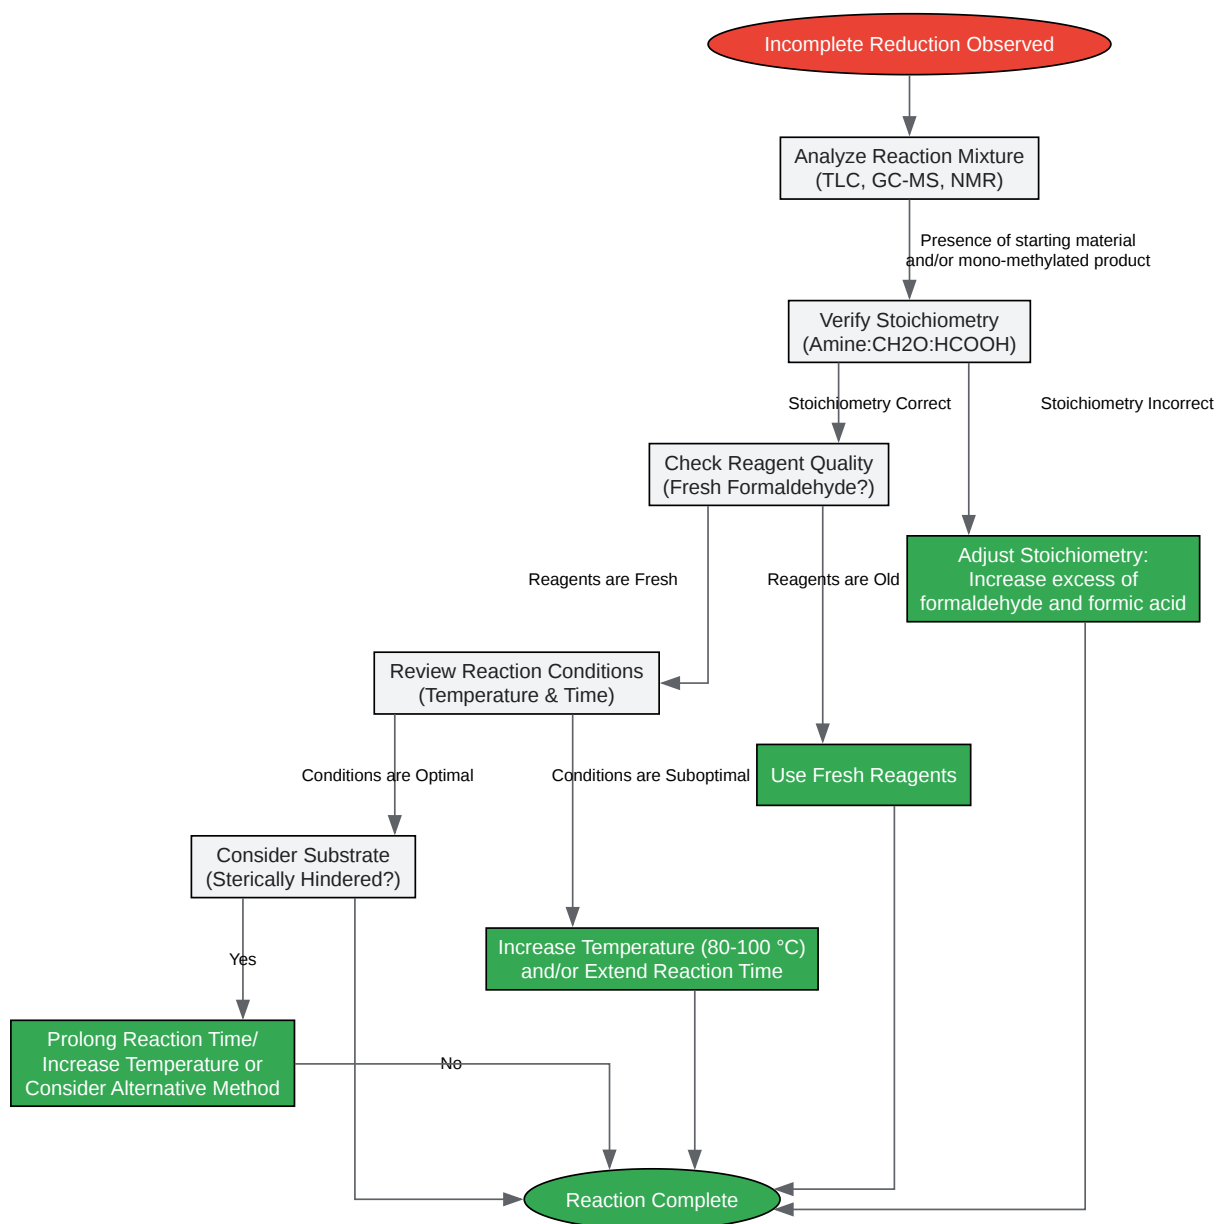 Incomplete Reduction Observed
Analyze Reaction Mixture
(TLC, GC-MS, NMR)
Presence of starting material
and/or mono-methylated product
Verify Stoichiometry
(Amine:CH2O:HCOOH)
Stoichiometry Correct
Stoichiometry Incorrect
Check Reagent Quality
(Fresh Formaldehyde?)
Adjust Stoichiometry:
Increase excess of
formaldehyde and formic acid
Reagents are Fresh
Reagents are Old
Review Reaction Conditions
(Temperature & Time)
Use Fresh Reagents
Conditions are Optimal
Conditions are Suboptimal
Consider Substrate
(Sterically Hindered?)
Increase Temperature (80-100 °C)
and/or Extend Reaction Time
Yes
Prolong Reaction Time/
Increase Temperature or
Consider Alternative Method
No
Reaction Complete